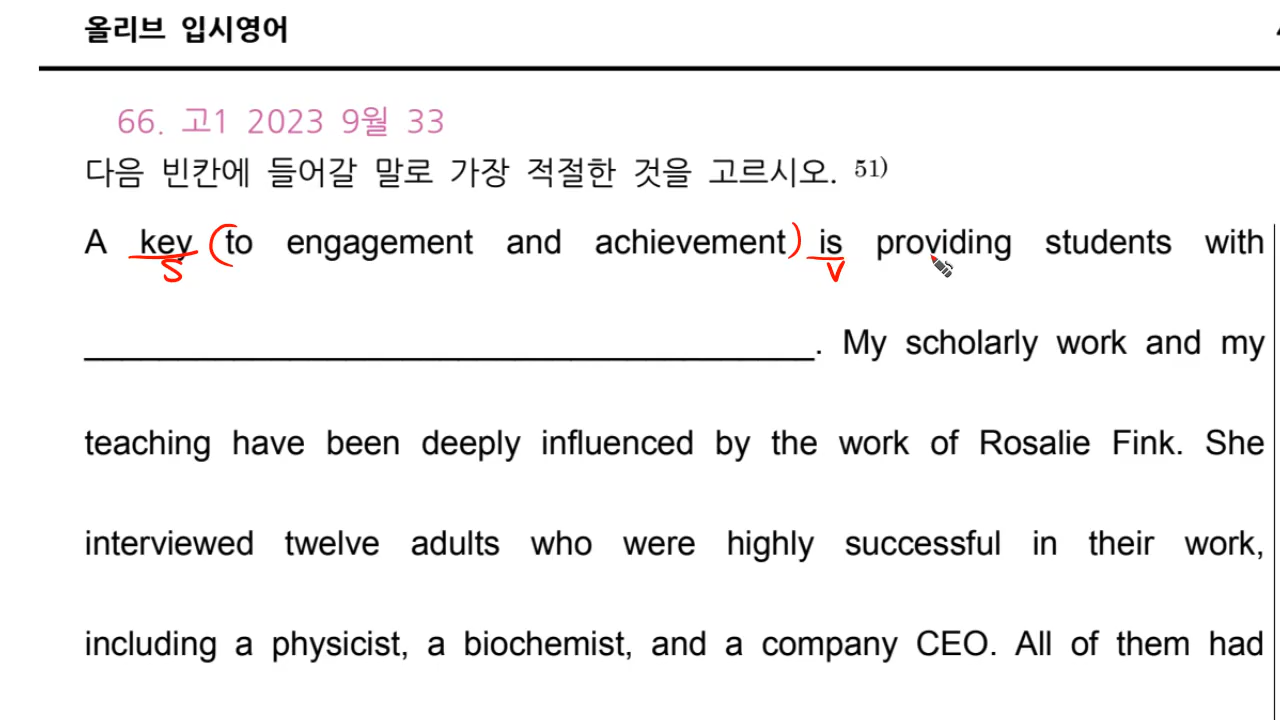 올리브 입시영어
66. 고1 2023 9월 33
다음 빈칸에 들어갈 말로 가장 적절한 것을 고르시오. 51)
A key (to engagement and achievement) is providing students with
S V
____________________________________. My scholarly work and my
teaching have been deeply influenced by the work of Rosalie Fink. She
interviewed twelve adults who were highly successful in their work,
including a physicist, a biochemist, and a company CEO. All of them had